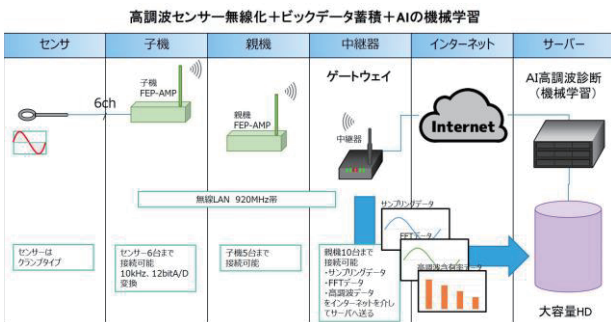 高調波センサー無線化＋ビックデータ蓄積＋AIの機械学習
センサ
子機
親機
中継器
インターネット
サーバー
子機
FEP-AMP
6ch
親機
FEP-AMP
ゲートウェイ
中継器
Internet
AI高調波診断
（機械学習）
無線LAN 920MHz帯
サンプリングデータ
FFTデータ
高調波含有率データ
センサーは
クランプタイプ
センサー6台まで
接続可能
10kHz、12bitA/D
変換
子機5台まで
接続可能
親機10台まで
接続可能
・サンプリングデータ
・FFTデータ
・高調波データ
をインターネットを介し
てサーバへ送る
大容量HD